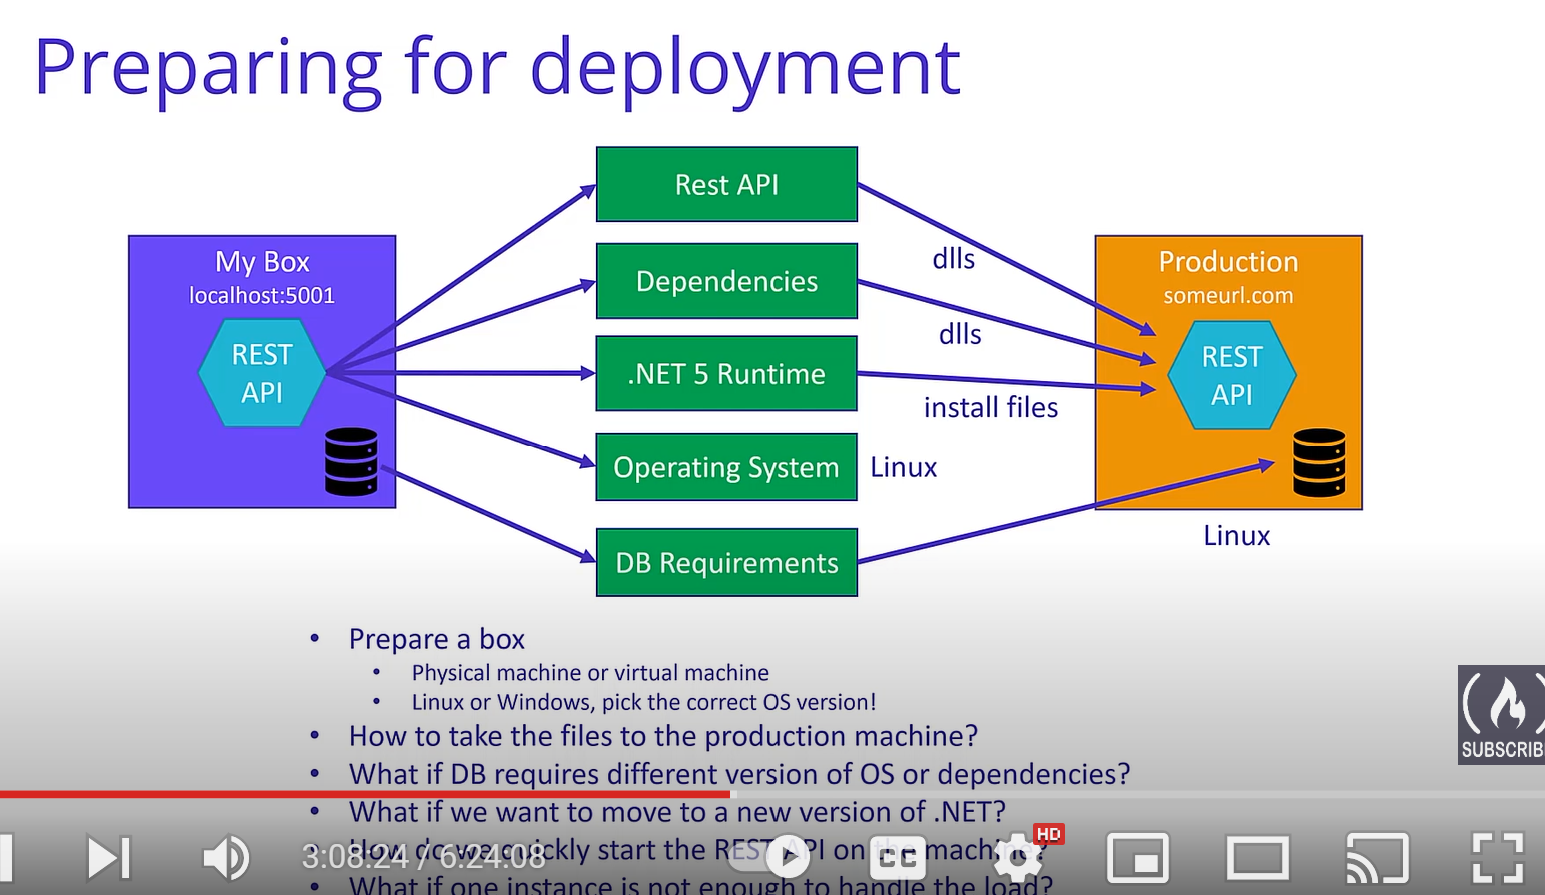 Preparing for deployment
Rest API
My Box
localhost:5001
REST
API
Dependencies
.NET 5 Runtime
Operating System
DB Requirements
dlls
dlls
install files
Linux
Production
someurl.com
REST
API
Linux
• Prepare a box
• Physical machine or virtual machine
• Linux or Windows, pick the correct OS version!
• How to take the files to the production machine?
• What if DB requires different version of OS or dependencies?
• What if we want to move to a new version of .NET?
• How do we quickly start the REST API on the machine?
• What if one instance is not enough to handle the load?
SUBSCRIB
3:08:24 / 6:24:08
CC
HD